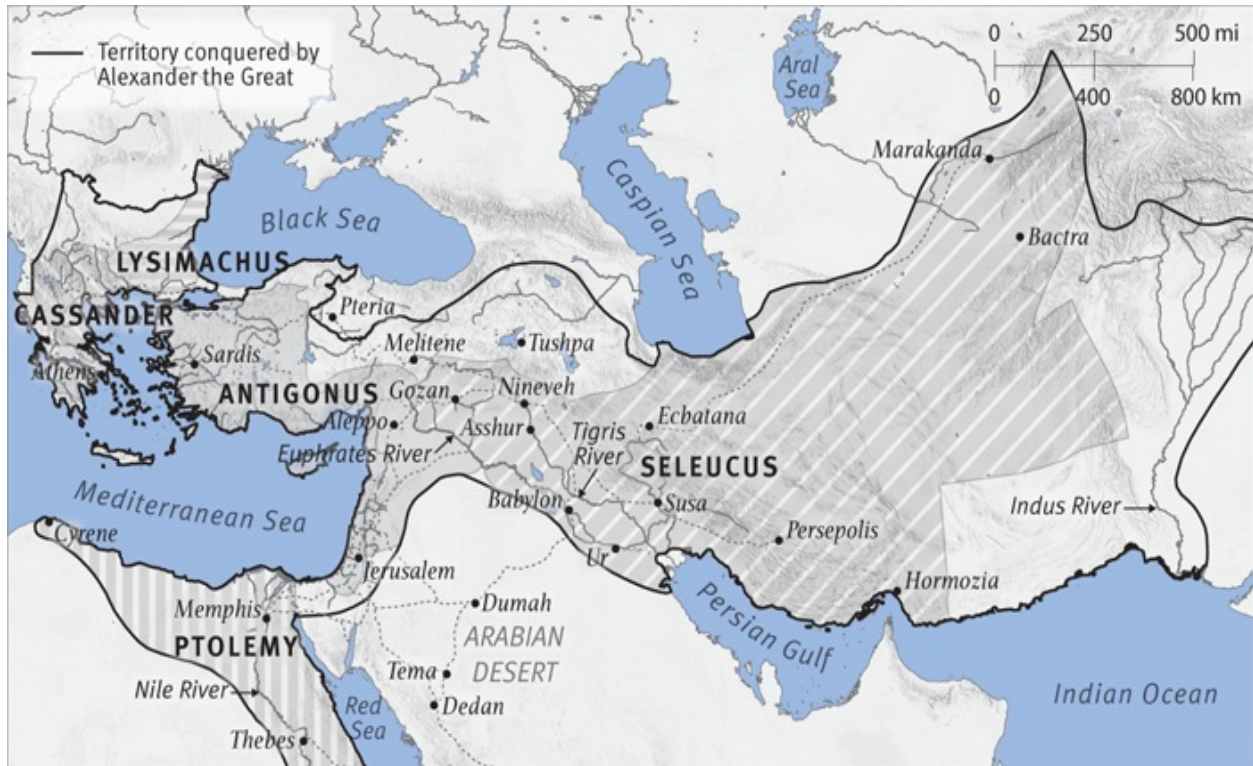 Territory conquered by
Alexander the Great
0 250 500 mi
0 400 800 km
Aral
Sea
Marakanda
Caspian Sea
Black Sea
Bactra
LYSIMACHUS
CASSANDER
Pteria
Athens
Sardis
Melitene
Tushpa
ANTIGONUS
Gozan
Nineveh
Aleppo
Asshur
Ecbatana
Euphrates River
Tigris
River
SELEUCUS
Mediterranean Sea
Babylon
Susa
Indus River
Cyrene
Persepolis
Ur
Jerusalem
Hormozia
Memphis
Dumah
Persian Gulf
PTOLEMY
ARABIAN
DESERT
Nile River
Tema
Red
Sea
Dedan
Indian Ocean
Thebes